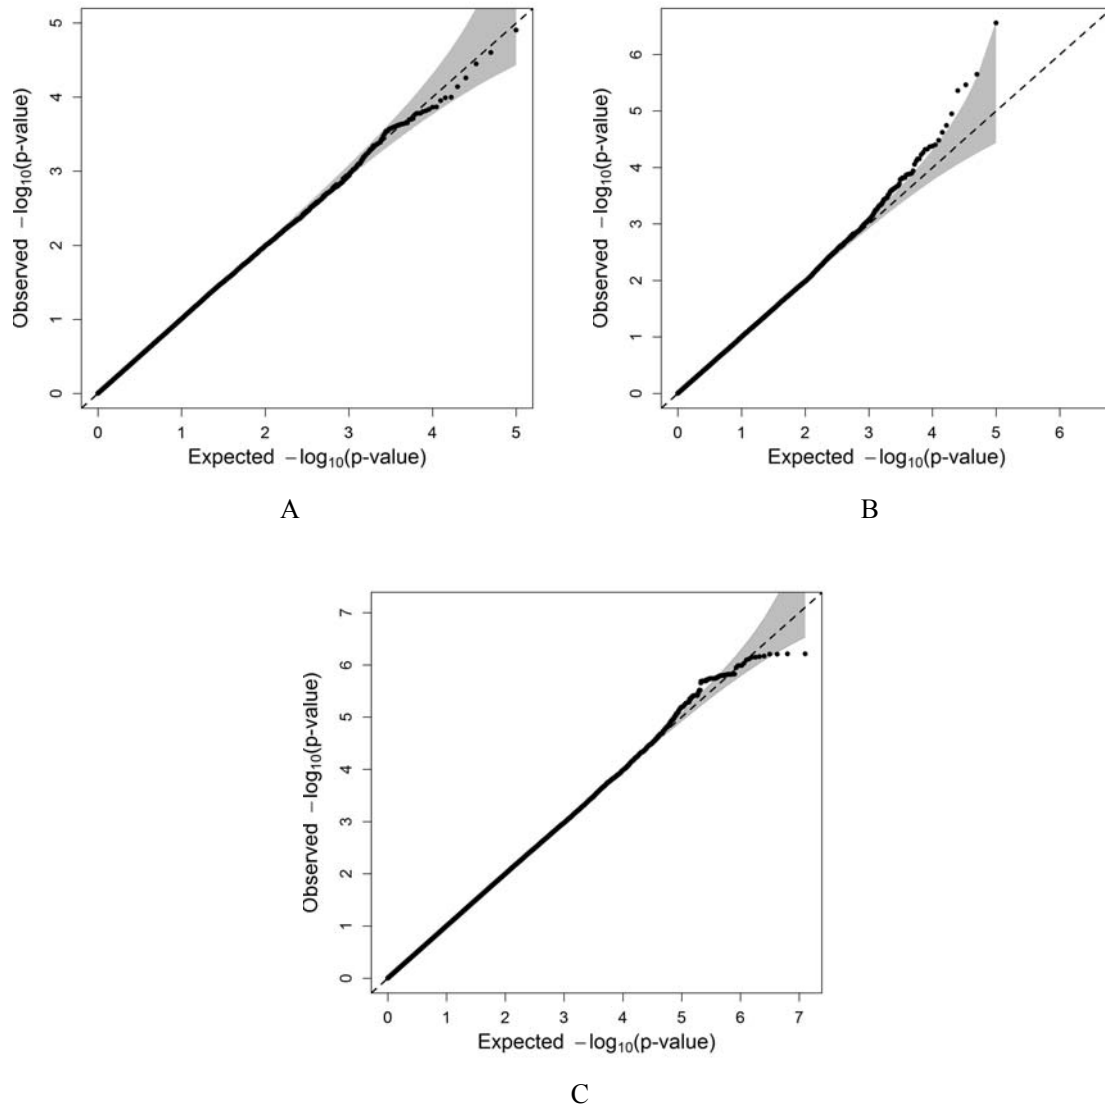 Observed −log10(p-value)
0 1 2 3 4 5
0 1 2 3 4 5
Expected −log10(p-value)
A
Observed −log10(p-value)
0 1 2 3 4 5 6
0 1 2 3 4 5 6
Expected −log10(p-value)
B
Observed −log10(p-value)
0 1 2 3 4 5 6 7
0 1 2 3 4 5 6 7
Expected −log10(p-value)
C